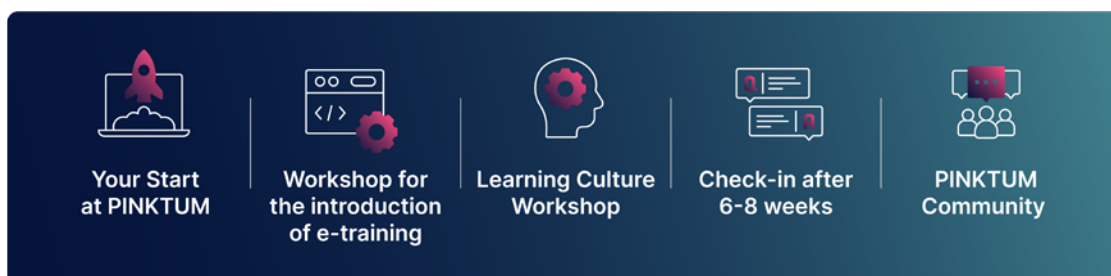 </>
Your Start
at PINKTUM
Workshop for
the introduction
of e-training
Learning Culture
Workshop
Check-in after
6-8 weeks
PINKTUM
Community